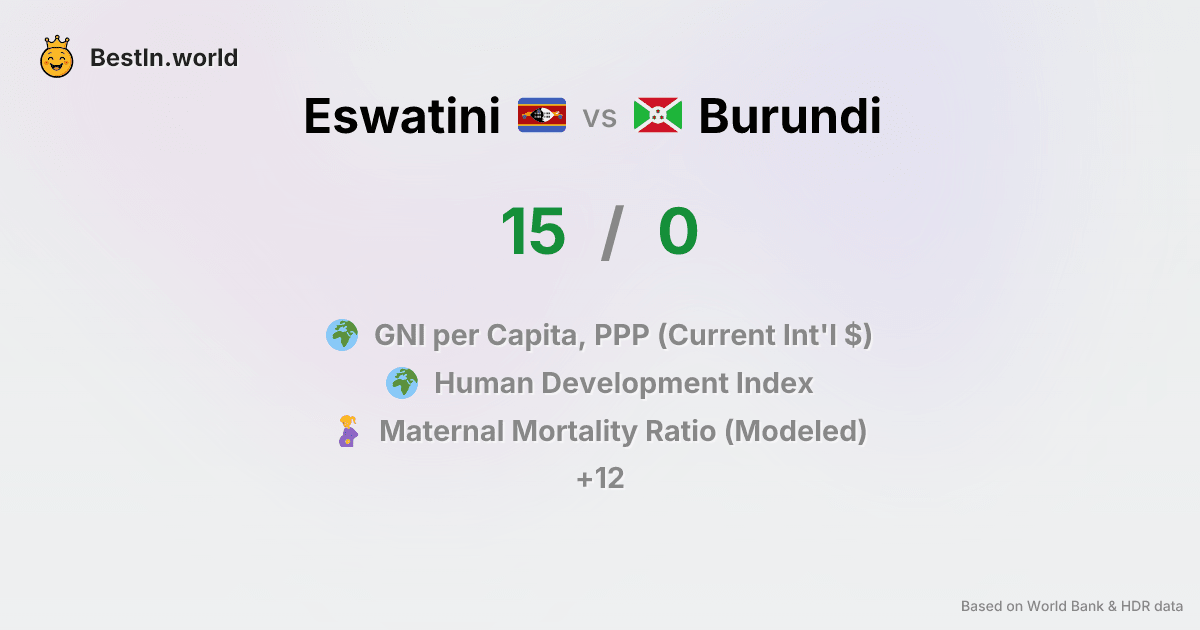 BestIn.world
Eswatini vs Burundi
15 / 0
GNI per Capita, PPP (Current Int'l $)
Human Development Index
Maternal Mortality Ratio (Modeled)
+12
Based on World Bank & HDR data